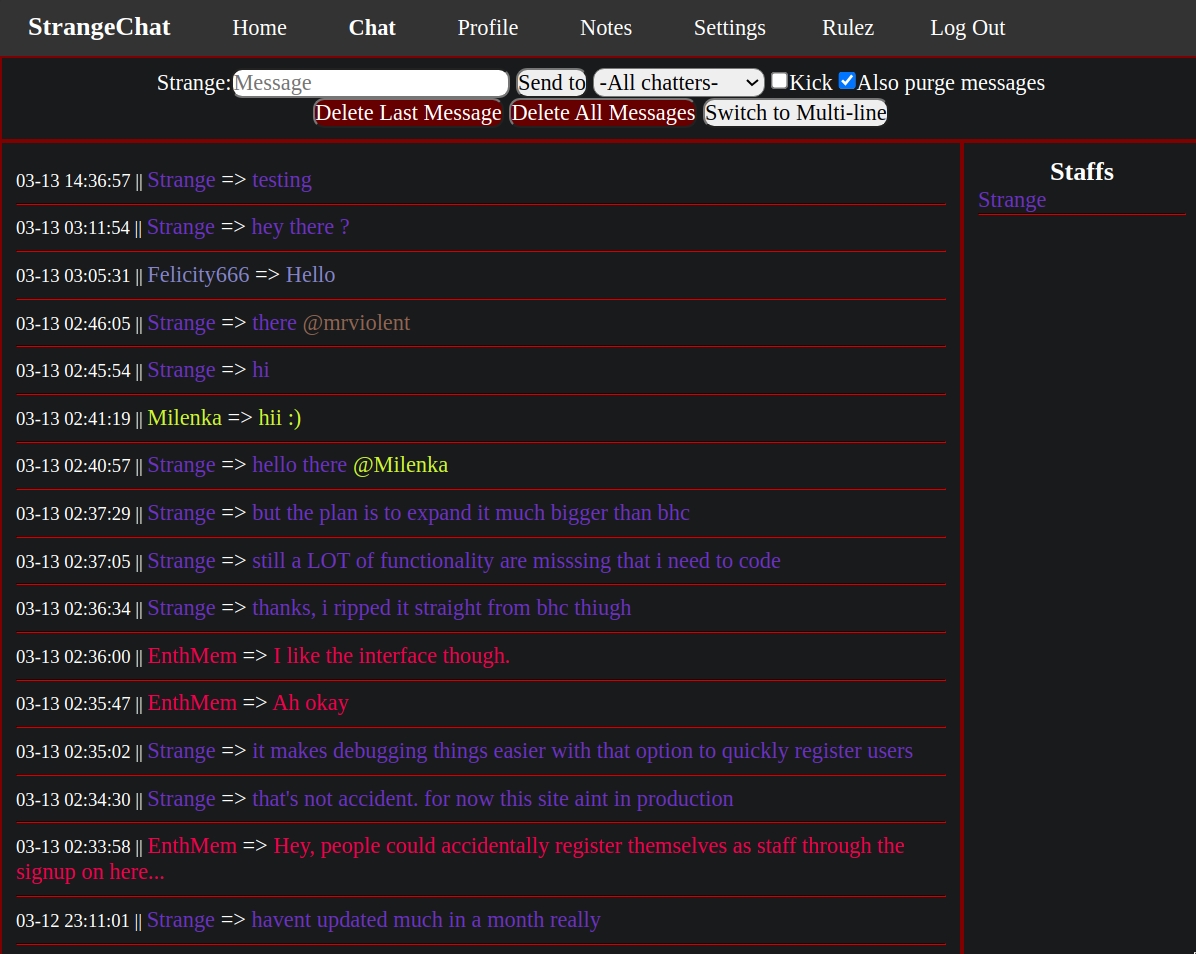 StrangeChat Home Chat Profile Notes Settings Rulez Log Out
Strange: Message Send to -All chatters- Kick Also purge messages
Delete Last Message Delete All Messages Switch to Multi-line
03-13 14:36:57 || Strange => testing
03-13 03:11:54 || Strange => hey there ?
03-13 03:05:31 || Felicity666 => Hello
03-13 02:46:05 || Strange => there @mrviolent
03-13 02:45:54 || Strange => hi
03-13 02:41:19 || Milenka => hii :)
03-13 02:40:57 || Strange => hello there @Milenka
03-13 02:37:29 || Strange => but the plan is to expand it much bigger than bhc
03-13 02:37:05 || Strange => still a LOT of functionality are misssing that i need to code
03-13 02:36:34 || Strange => thanks, i ripped it straight from bhc thiugh
03-13 02:36:00 || EnthMem => I like the interface though.
03-13 02:35:47 || EnthMem => Ah okay
03-13 02:35:02 || Strange => it makes debugging things easier with that option to quickly register users
03-13 02:34:30 || Strange => that's not accident. for now this site aint in production
03-13 02:33:58 || EnthMem => Hey, people could accidentally register themselves as staff through the
signup on here...
03-12 23:11:01 || Strange => havent updated much in a month really
Staffs
Strange